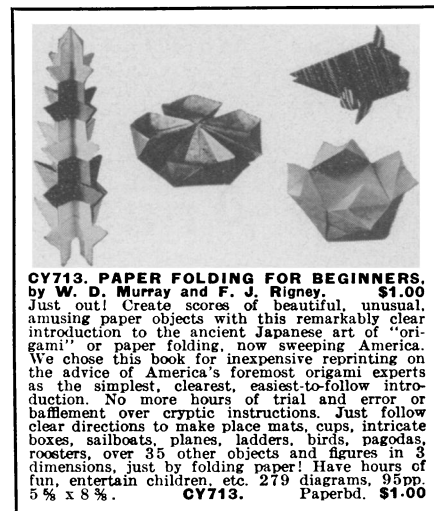 CY713. PAPER FOLDING FOR BEGINNERS,
by W. D. Murray and F. J. Rigney. $1.00
Just out! Create scores of beautiful, unusual,
amusing paper objects with this remarkably clear
introduction to the ancient Japanese art of "ori-
gami" or paper folding, now sweeping America.
We chose this book for inexpensive reprinting on
the advice of America's foremost origami experts
as the simplest, clearest, easiest-to-follow intro-
duction. No more hours of trial and error or
bafflement over cryptic instructions. Just follow
clear directions to make place mats, cups, intricate
boxes, sailboats, planes, ladders, birds, pagodas,
roosters, over 35 other objects and figures in 3
dimensions, just by folding paper! Have hours of
fun, entertain children, etc. 279 diagrams, 95pp.
5⅝ x 8⅜. CY713. Paperbd. $1.00